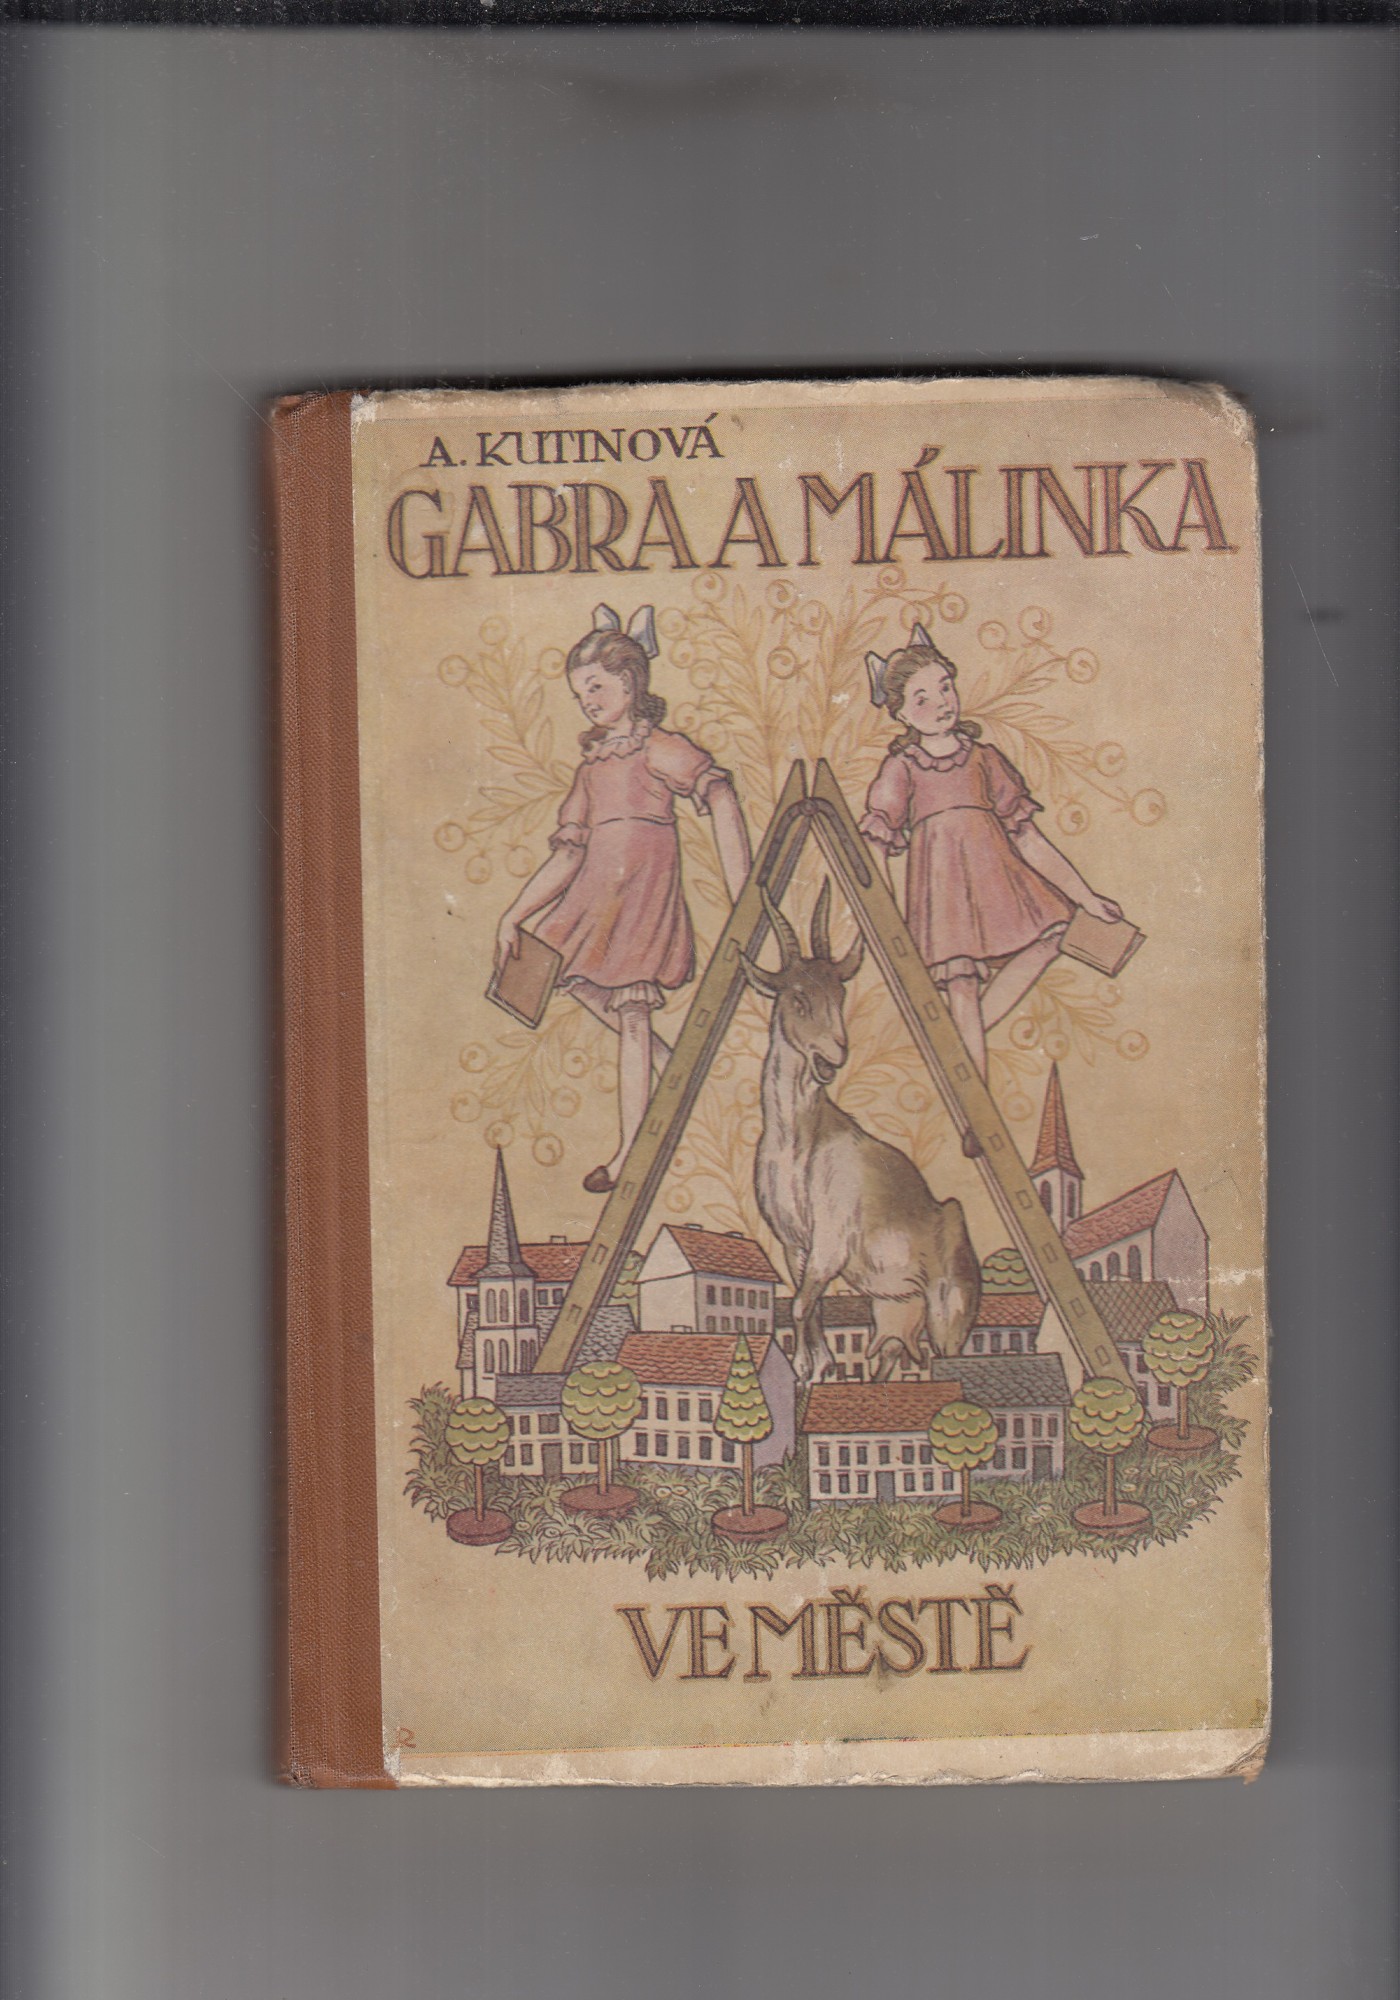 A. KUTINOVÁ
GABRA A MÁLINKA
VE MĚSTĚ